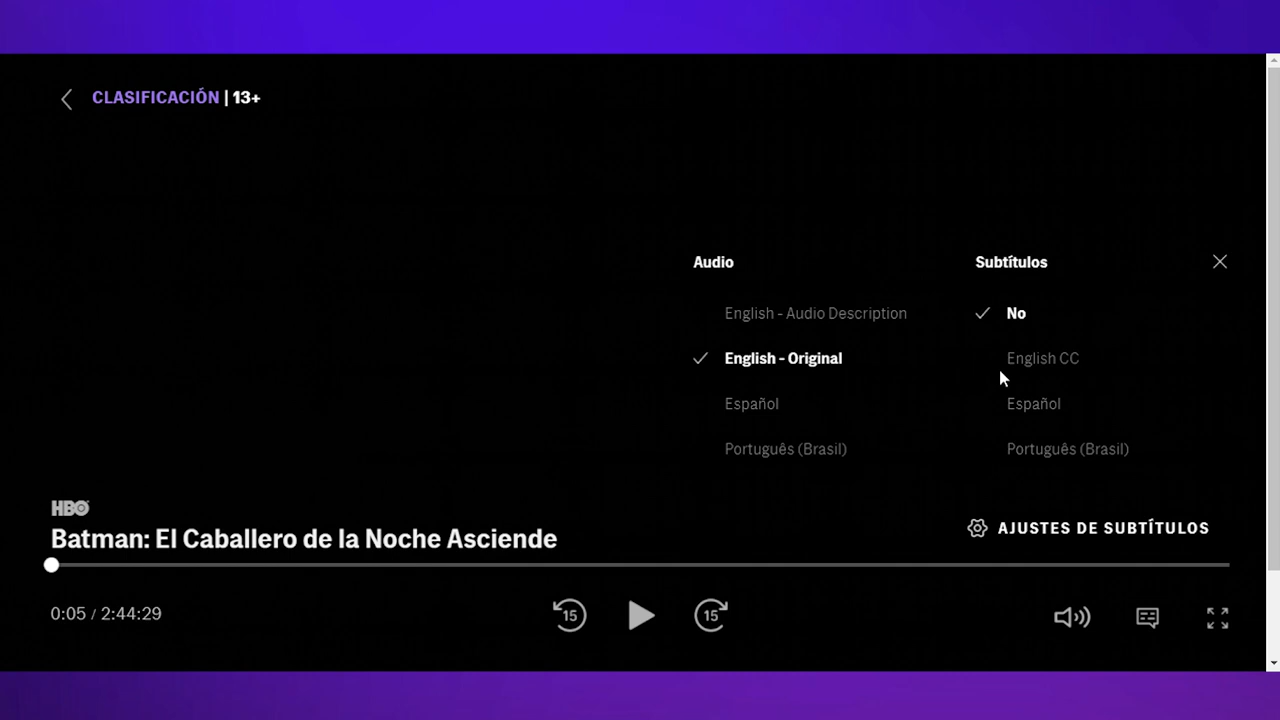 CLASIFICACIÓN | 13+
Audio
English - Audio Description
English - Original
Español
Português (Brasil)
Subtítulos
No
English CC
Español
Português (Brasil)
HBO
Batman: El Caballero de la Noche Asciende
AJUSTES DE SUBTÍTULOS
0:05 / 2:44:29
15
15